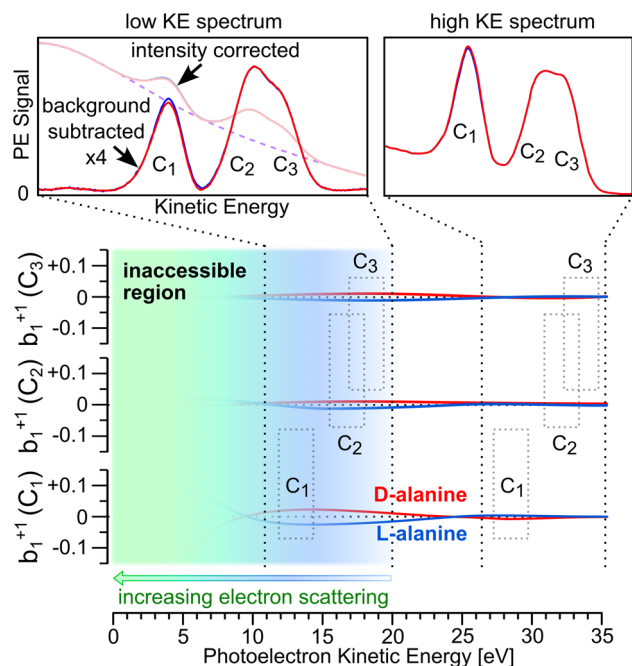 low KE spectrum
high KE spectrum
intensity corrected
background
subtracted
x4
C1
C2
C3
C1
C2
C3
PE Signal
0
Kinetic Energy
Kinetic Energy
inaccessible
region
C3
C3
b1+1 (C3)
+0.1
0
-0.1
b1+1 (C2)
+0.1
0
-0.1
C2
C2
b1+1 (C1)
+0.1
0
-0.1
C1
C1
D-alanine
L-alanine
increasing electron scattering
0 5 10 15 20 25 30 35
Photoelectron Kinetic Energy [eV]